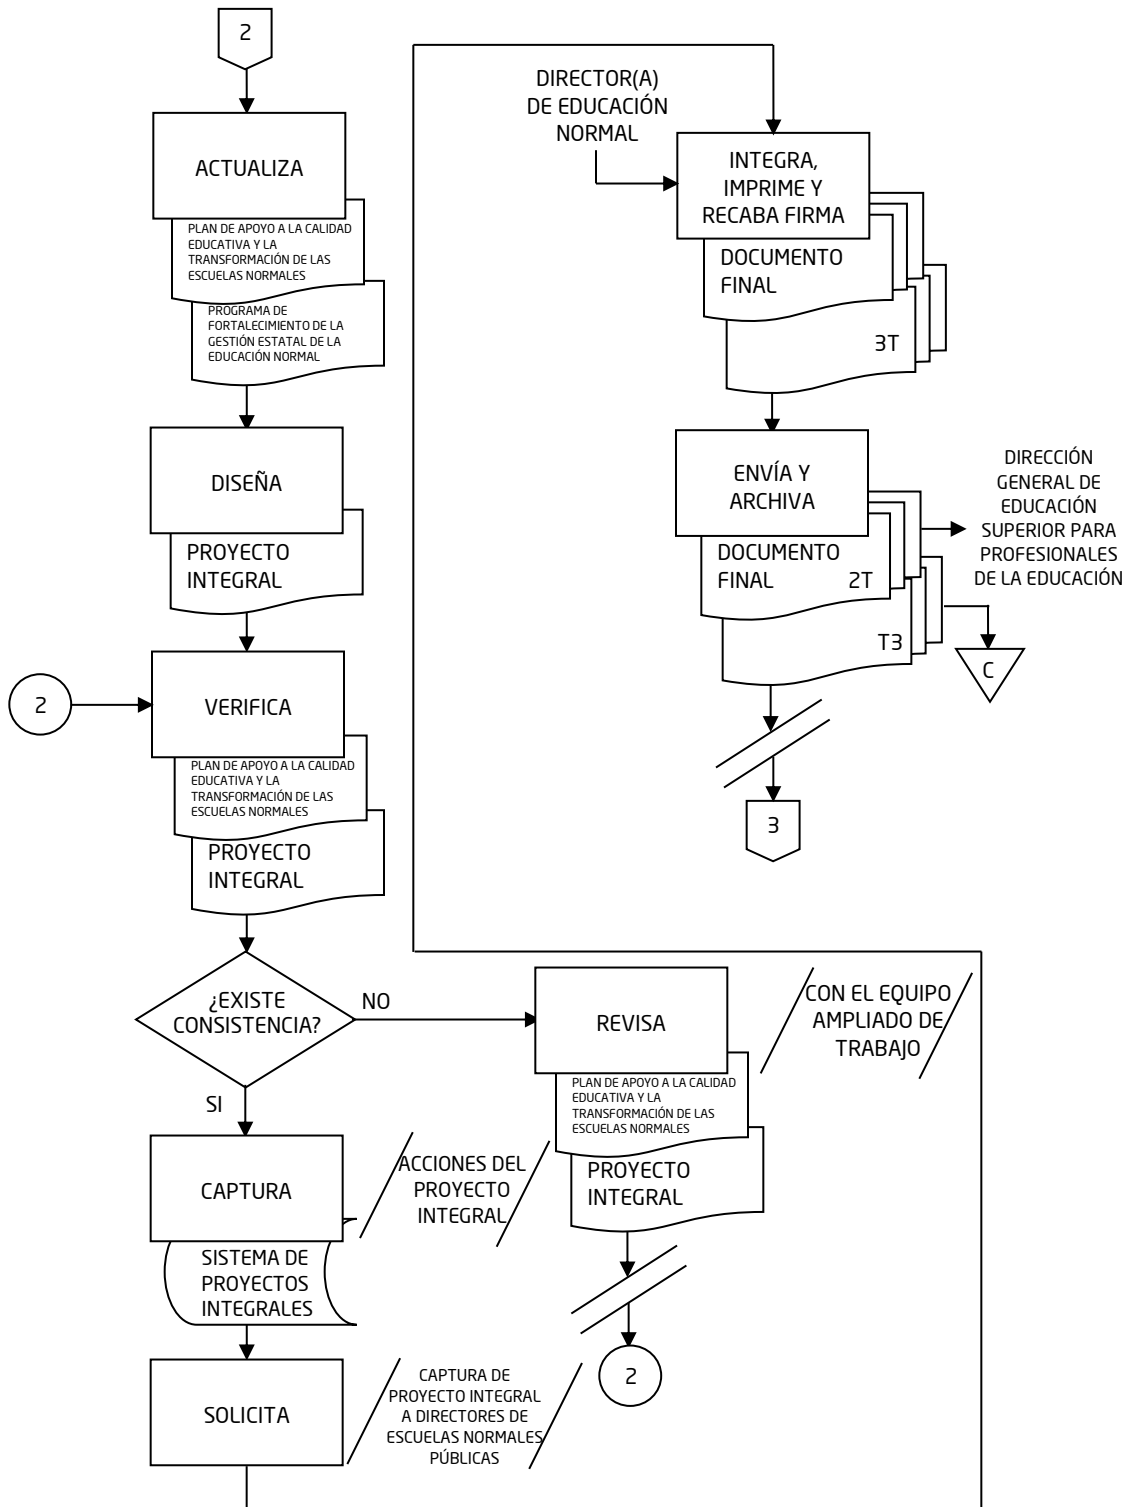 2
ACTUALIZA
PLAN DE APOYO A LA CALIDAD
EDUCATIVA Y LA
TRANSFORMACIÓN DE LAS
ESCUELAS NORMALES
PROGRAMA DE
FORTALECIMIENTO DE LA
GESTIÓN ESTATAL DE LA
EDUCACIÓN NORMAL
DISEÑA
PROYECTO
INTEGRAL
2
VERIFICA
PLAN DE APOYO A LA CALIDAD
EDUCATIVA Y LA
TRANSFORMACIÓN DE LAS
ESCUELAS NORMALES
PROYECTO
INTEGRAL
¿EXISTE
CONSISTENCIA?
NO
SI
REVISA
CON EL EQUIPO
AMPLIADO DE
TRABAJO
PLAN DE APOYO A LA CALIDAD
EDUCATIVA Y LA
TRANSFORMACIÓN DE LAS
ESCUELAS NORMALES
PROYECTO
INTEGRAL
2
CAPTURA
ACCIONES DEL
PROYECTO
INTEGRAL
SISTEMA DE
PROYECTOS
INTEGRALES
SOLICITA
CAPTURA DE
PROYECTO INTEGRAL
A DIRECTORES DE
ESCUELAS NORMALES
PÚBLICAS
DIRECTOR(A)
DE EDUCACIÓN
NORMAL
INTEGRA,
IMPRIME Y
RECABA FIRMA
DOCUMENTO
FINAL
3T
ENVÍA Y
ARCHIVA
DOCUMENTO
FINAL 2T
T3
DIRECCIÓN
GENERAL DE
EDUCACIÓN
SUPERIOR PARA
PROFESIONALES
DE LA EDUCACIÓN
C
3